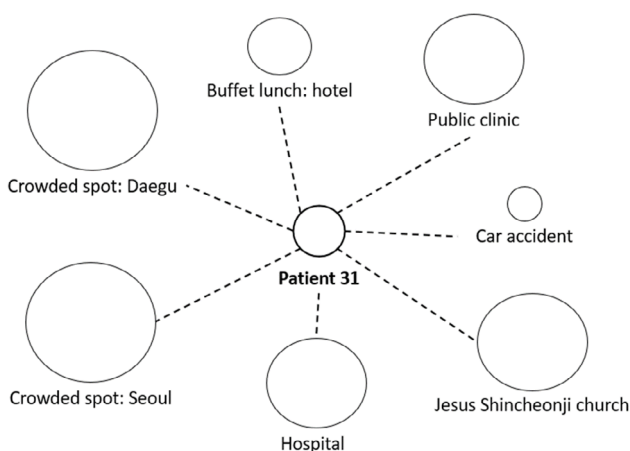 Buffet lunch: hotel
Public clinic
Crowded spot: Daegu
Car accident
Patient 31
Crowded spot: Seoul
Jesus Shincheonji church
Hospital